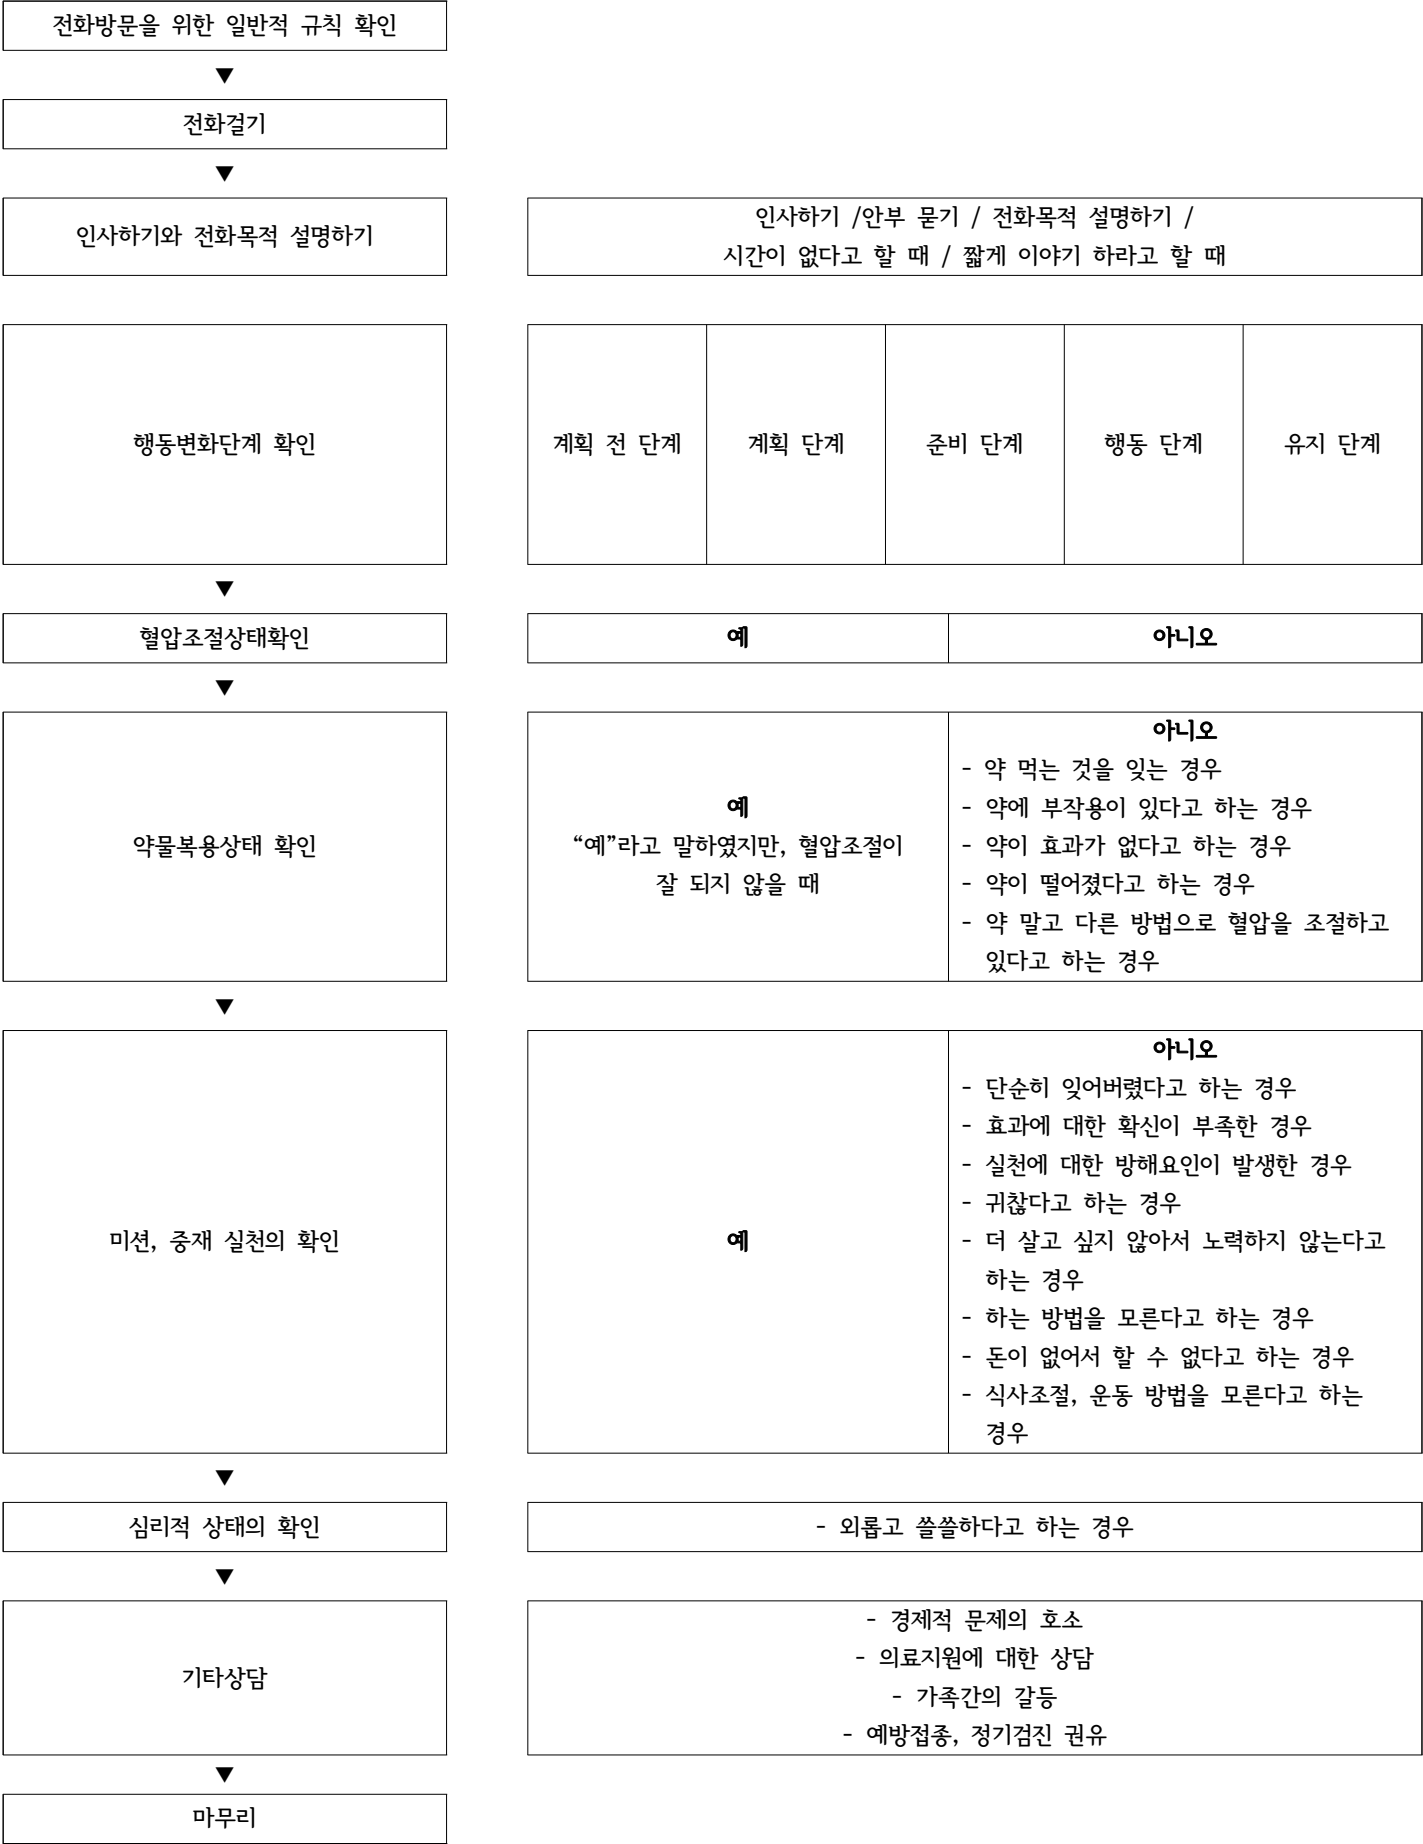 전화방문을 위한 일반적 규칙 확인
▼
전화걸기
▼
인사하기와 전화목적 설명하기
인사하기 /안부 묻기 / 전화목적 설명하기 /
시간이 없다고 할 때 / 짧게 이야기 하라고 할 때
행동변화단계 확인
계획 전 단계
계획 단계
준비 단계
행동 단계
유지 단계
▼
혈압조절상태확인
예
아니오
▼
약물복용상태 확인
예
“예”라고 말하였지만, 혈압조절이
잘 되지 않을 때
아니오
- 약 먹는 것을 잊는 경우
- 약에 부작용이 있다고 하는 경우
- 약이 효과가 없다고 하는 경우
- 약이 떨어졌다고 하는 경우
- 약 말고 다른 방법으로 혈압을 조절하고
있다고 하는 경우
▼
미션, 중재 실천의 확인
예
아니오
- 단순히 잊어버렸다고 하는 경우
- 효과에 대한 확신이 부족한 경우
- 실천에 대한 방해요인이 발생한 경우
- 귀찮다고 하는 경우
- 더 살고 싶지 않아서 노력하지 않는다고
하는 경우
- 하는 방법을 모른다고 하는 경우
- 돈이 없어서 할 수 없다고 하는 경우
- 식사조절, 운동 방법을 모른다고 하는
경우
▼
심리적 상태의 확인
- 외롭고 쓸쓸하다고 하는 경우
▼
기타상담
- 경제적 문제의 호소
- 의료지원에 대한 상담
- 가족간의 갈등
- 예방접종, 정기검진 권유
▼
마무리